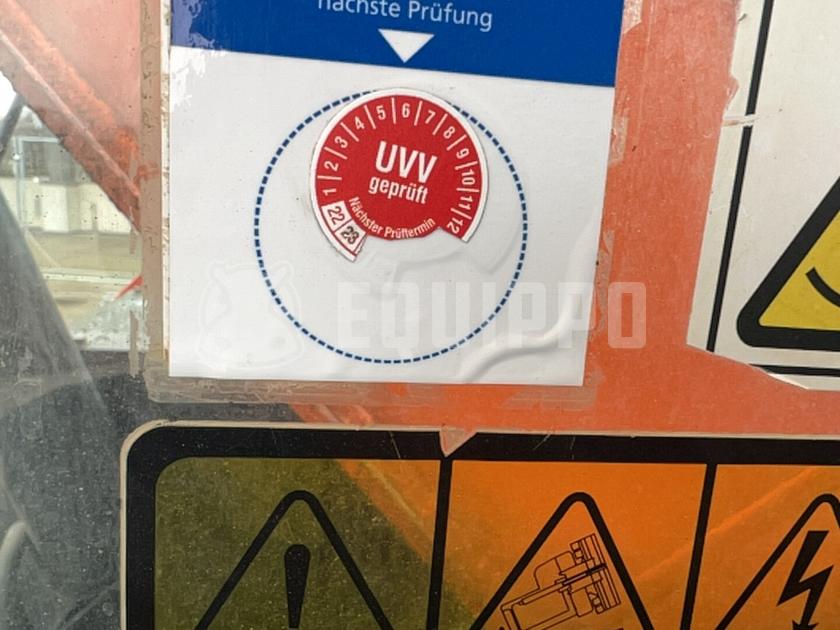 nächste Prüfung
1 2 3 4 5 6 7 8 9 10 11 12
UVV
geprüft
22 23 Nächster Prüftermin
EQUIPPO